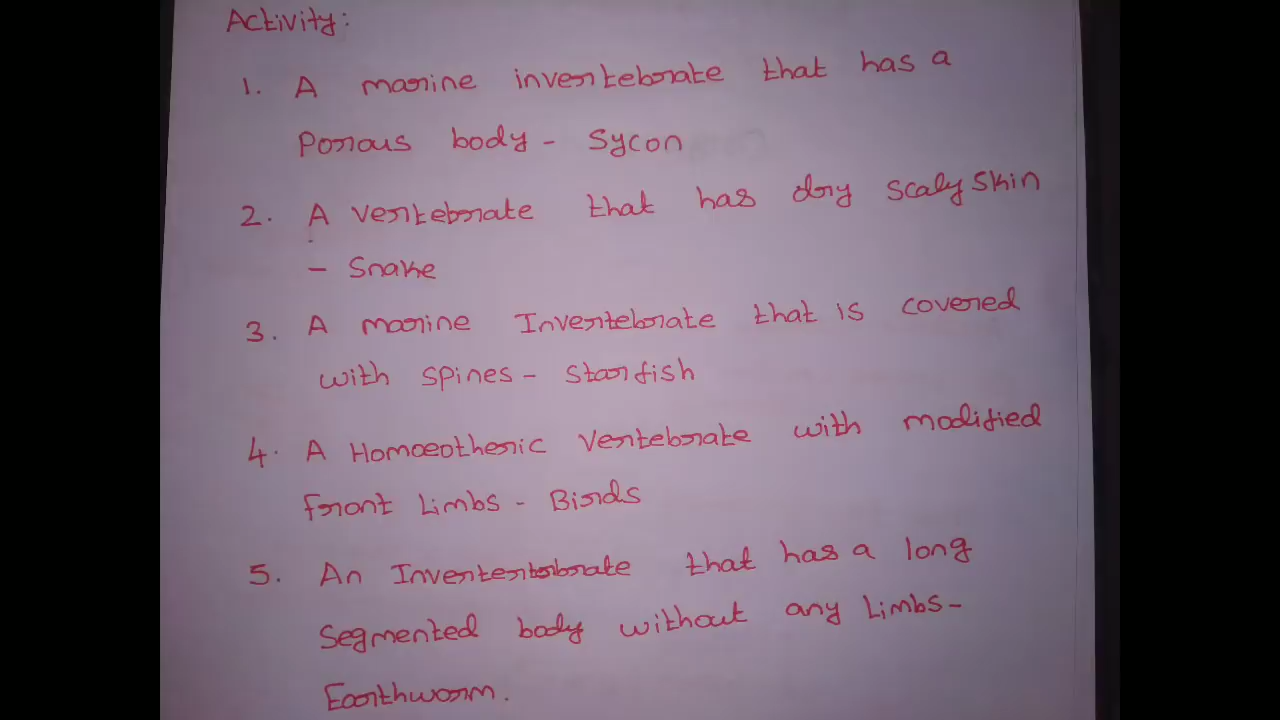 Activity:
1. A marine invertebrate that has a
Porous body - Sycon
2. A vertebrate that has dry scaly skin
- Snake
3. A marine Invertebrate that is covered
with spines - starfish
4. A Homoeothermic vertebrate with modified
front Limbs - Birds
5. An Invertebrate that has a long
Segmented body without any Limbs-
Earthworm.